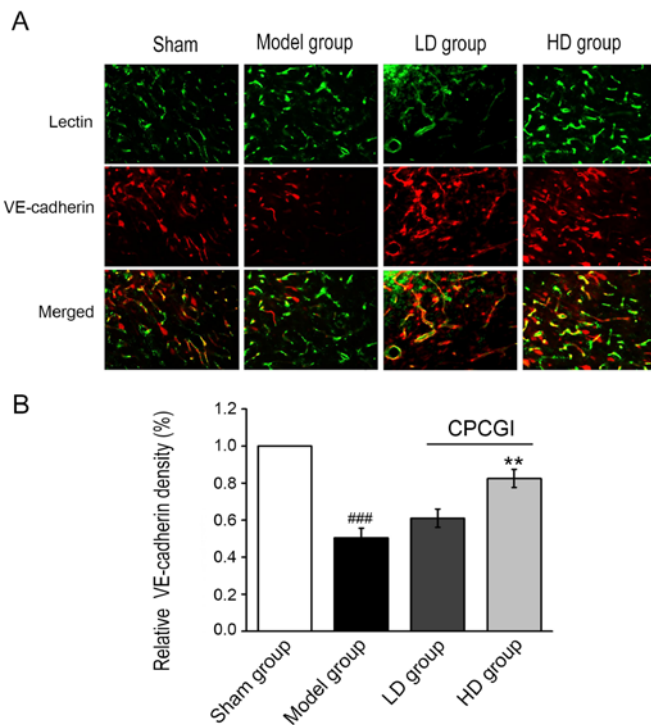 A
Sham Model group LD group HD group
Lectin
VE-cadherin
Merged
B
Relative VE-cadherin density (%)
1.2
1.0
0.8
0.6
0.4
0.2
0.0
CPCGI
###
**
Sham group
Model group
LD group
HD group